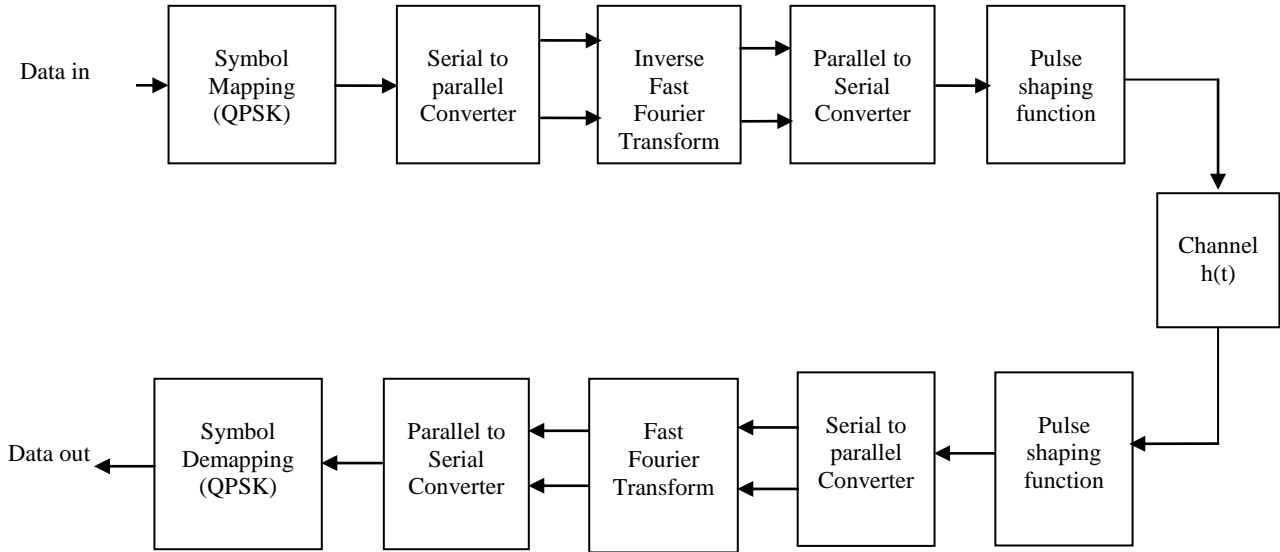 Data in
Symbol
Mapping
(QPSK)
Serial to
parallel
Converter
Inverse
Fast
Fourier
Transform
Parallel to
Serial
Converter
Pulse
shaping
function
Channel
h(t)
Pulse
shaping
function
Serial to
parallel
Converter
Fast
Fourier
Transform
Parallel to
Serial
Converter
Symbol
Demapping
(QPSK)
Data out